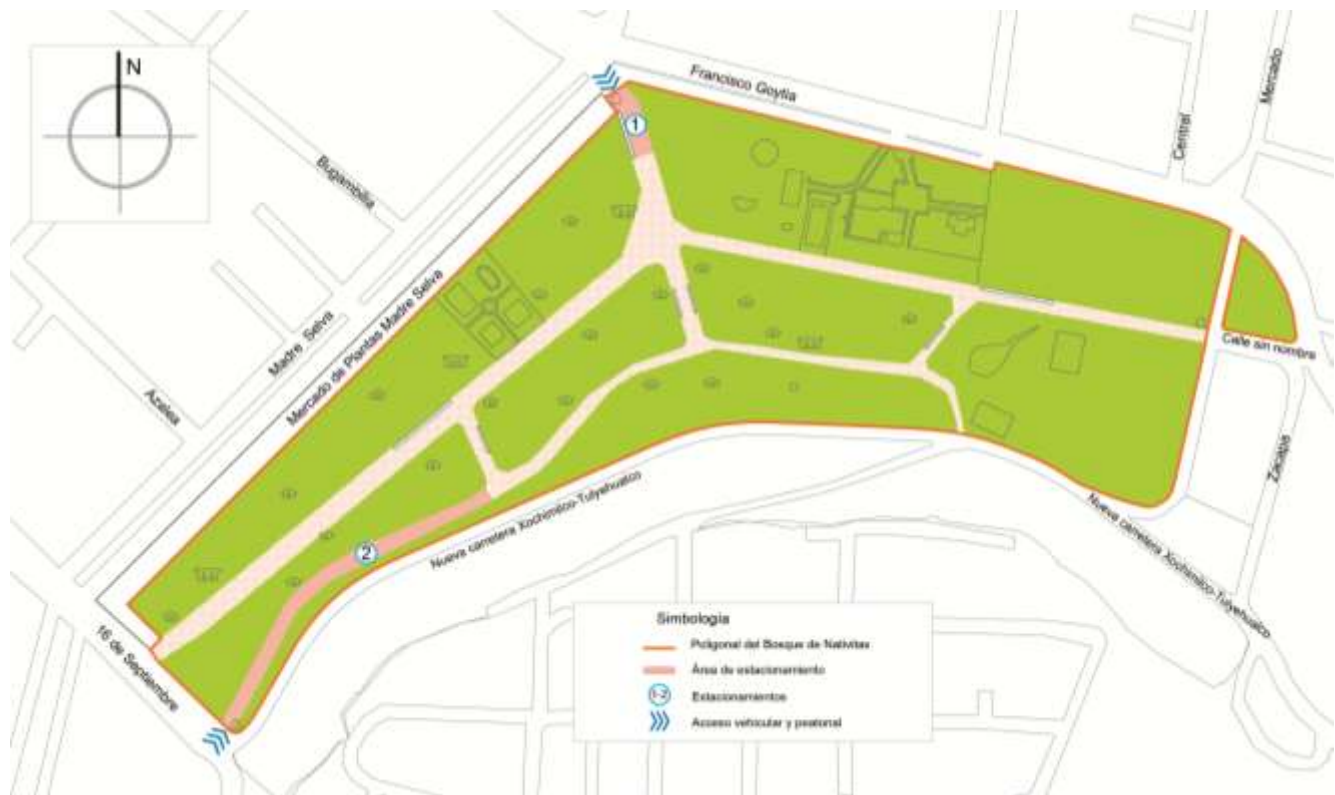 N
Francisco Goytia
Mercado
Central
Bugambilia
1
Madre Selva
Mercado de Plantas Madre Selva
Azalea
Calle sin nombre
Zacapa
2
Nueva carretera Xochimilco-Tulyehualco
Nueva carretera Xochimilco-Tulyehualco
16 de Septiembre
Simbología
Poligonal del Bosque de Nativitas
Área de estacionamiento
1-2 Estacionamientos
Acceso vehicular y peatonal